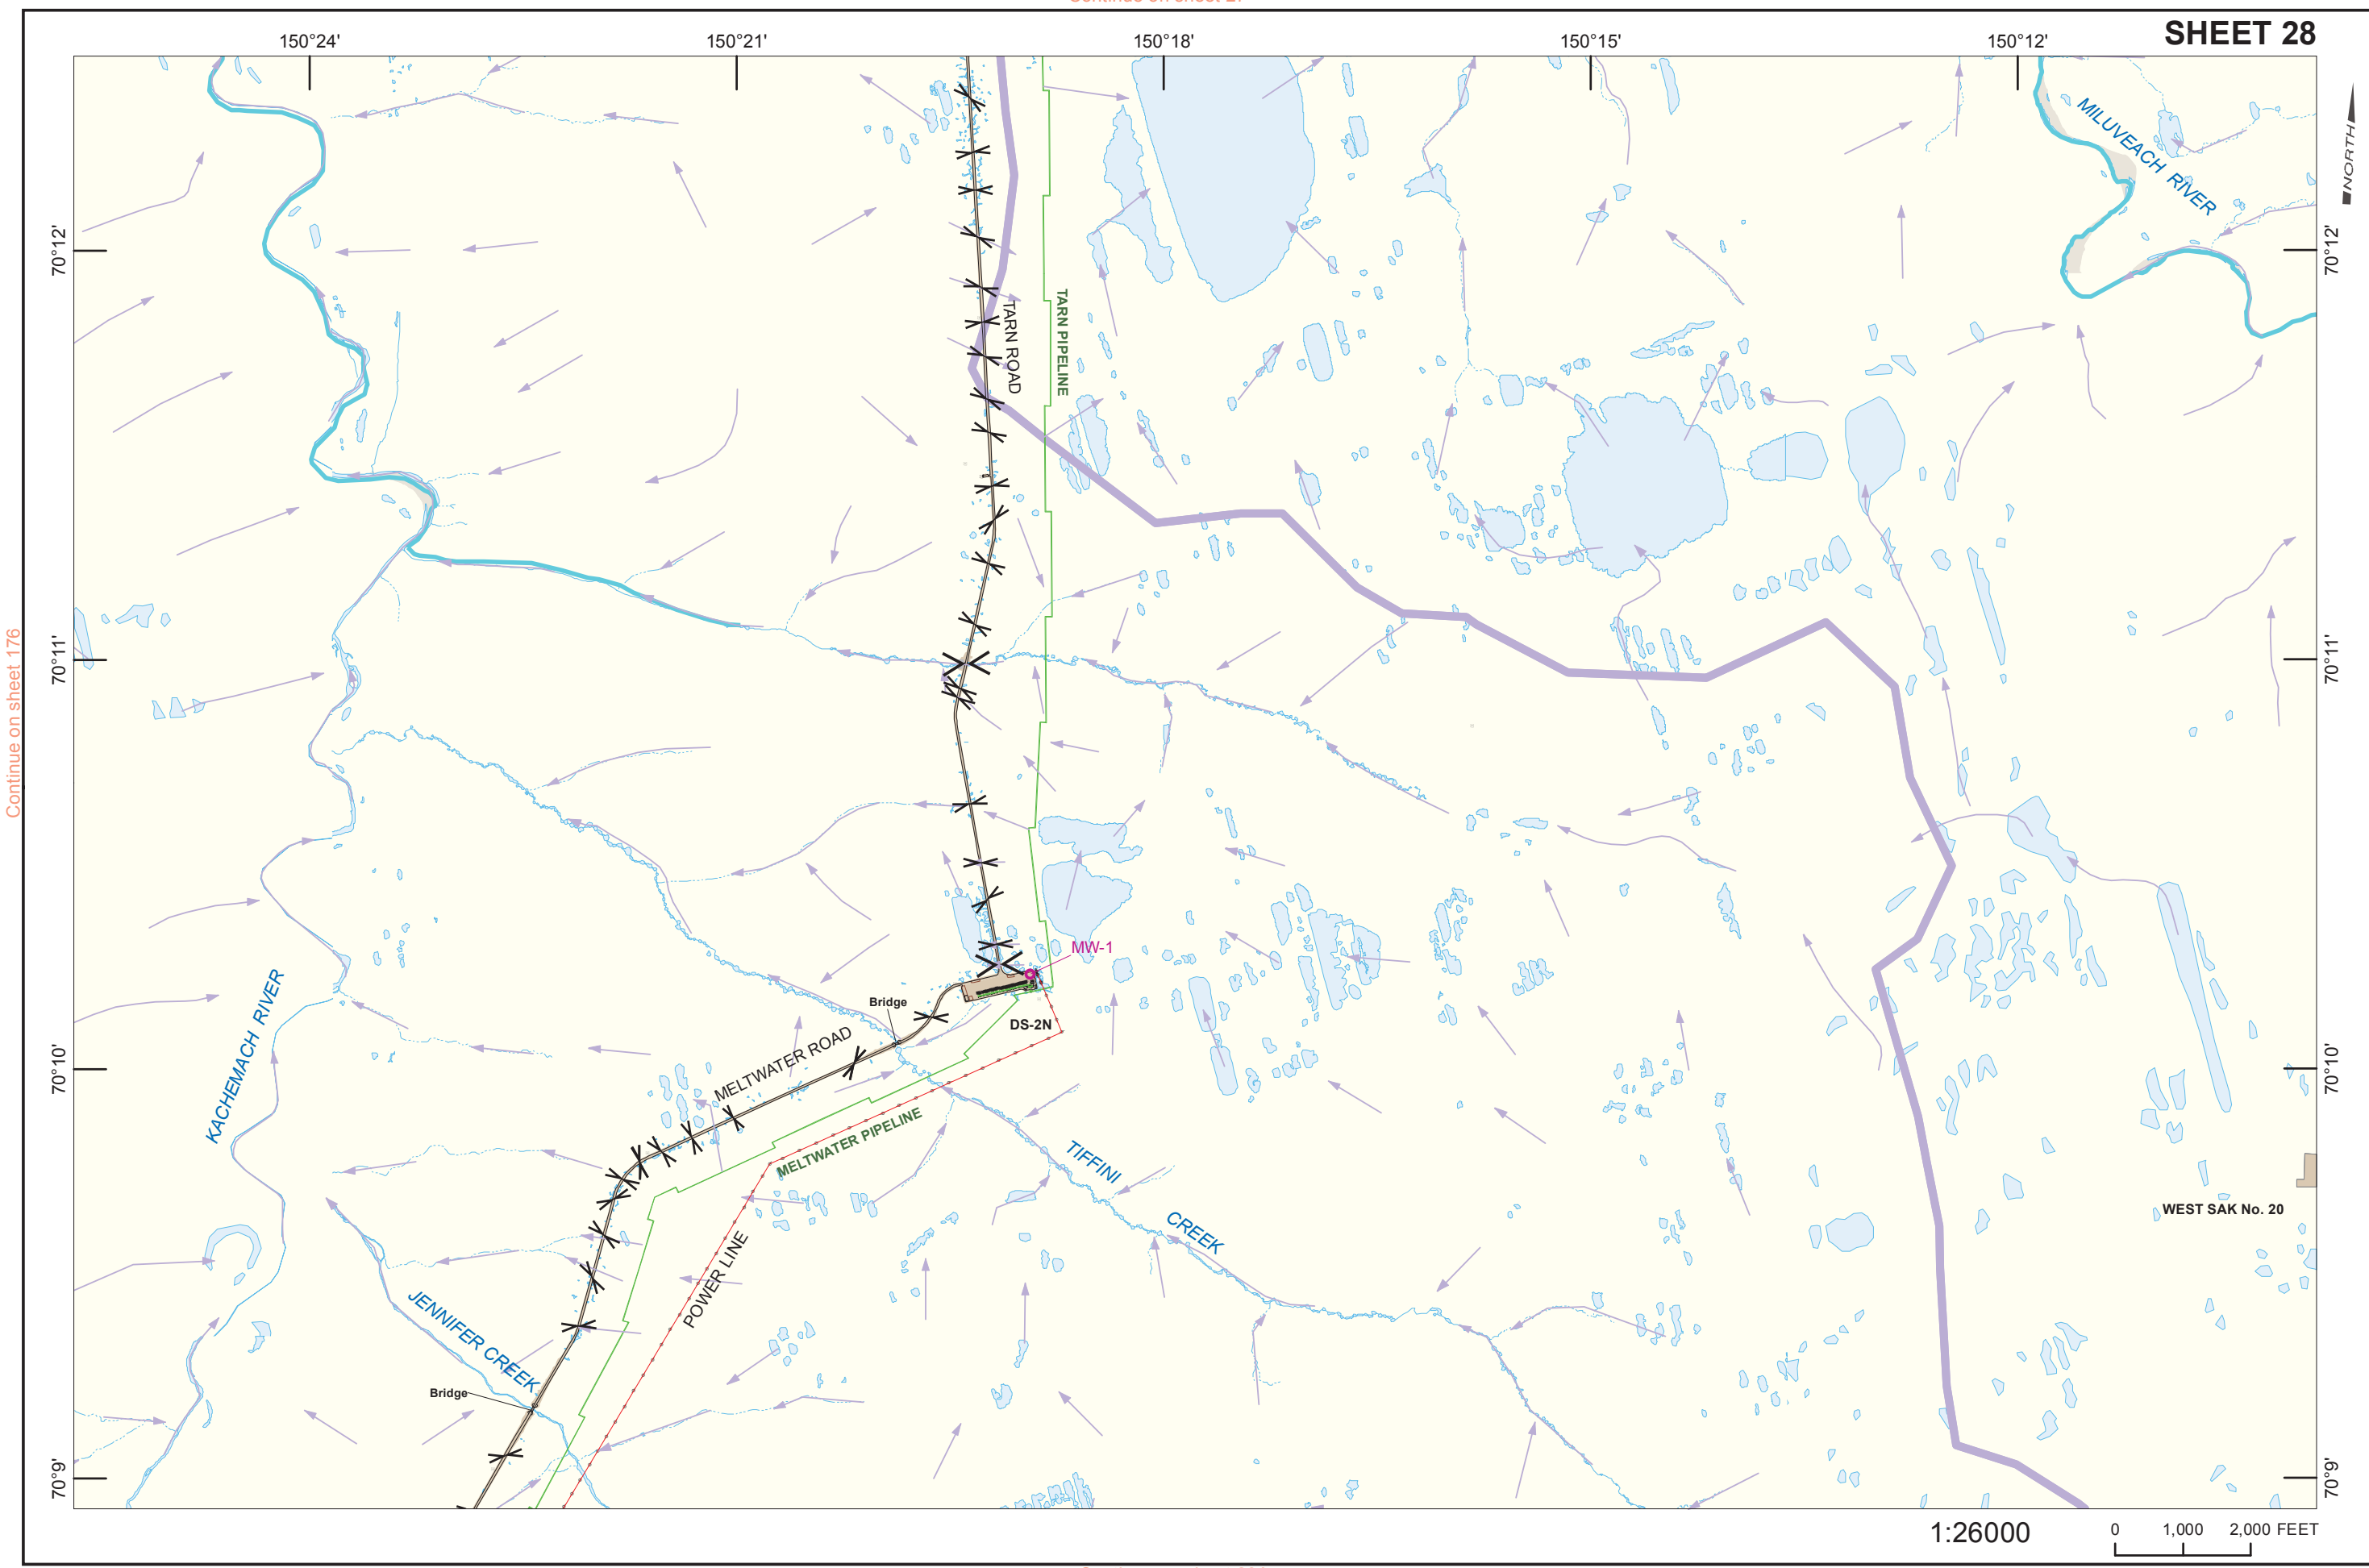 SHEET 28
150°24'
150°21'
150°18'
150°15'
150°12'
NORTH
MILUVEACH RIVER
70°12'
70°12'
TARN ROAD
TARN PIPELINE
Continue on sheet 176
70°11'
70°11'
MW-1
KACHEMACH RIVER
Bridge
DS-2N
MELTWATER ROAD
70°10'
70°10'
MELTWATER PIPELINE
TIFFINI
CREEK
WEST SAK No. 20
POWER LINE
JENNIFER CREEK
Bridge
70°9'
70°9'
1:26000
0 1,000 2,000 FEET